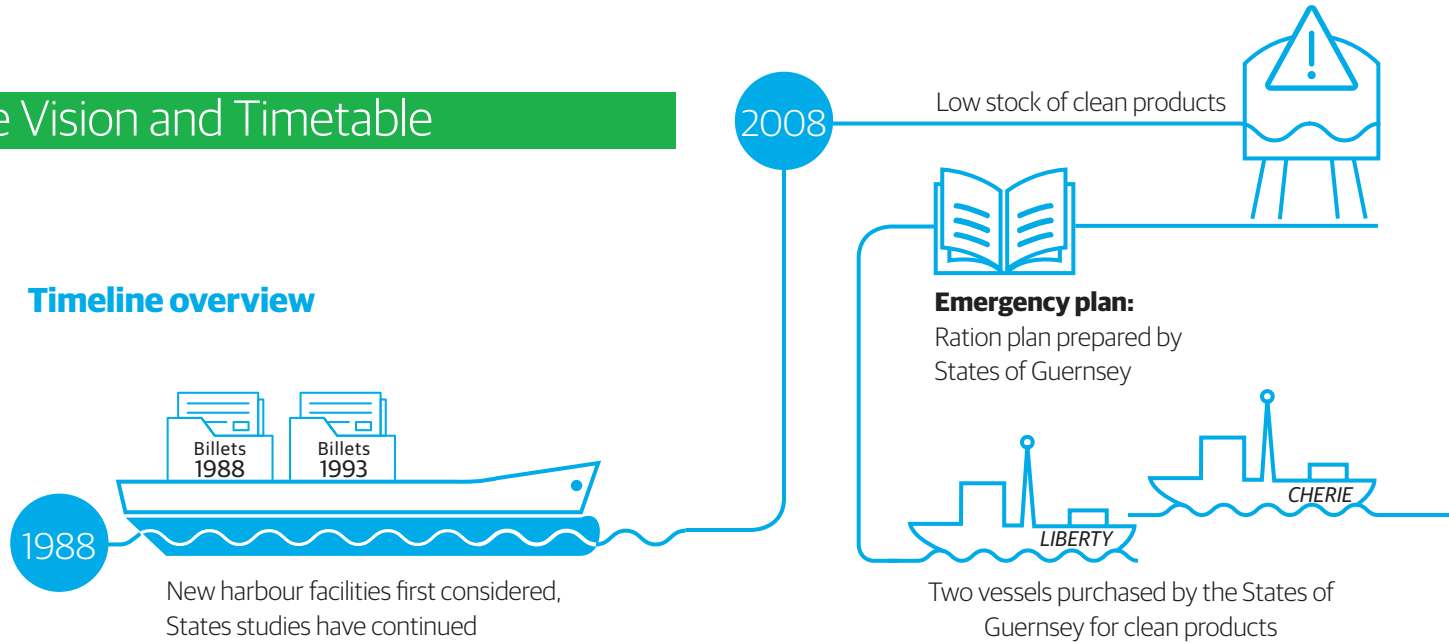 e Vision and Timetable
Timeline overview
1988
Billets
1988
Billets
1993
New harbour facilities first considered,
States studies have continued
2008
Low stock of clean products
Emergency plan:
Ration plan prepared by
States of Guernsey
LIBERTY
CHERIE
Two vessels purchased by the States of
Guernsey for clean products